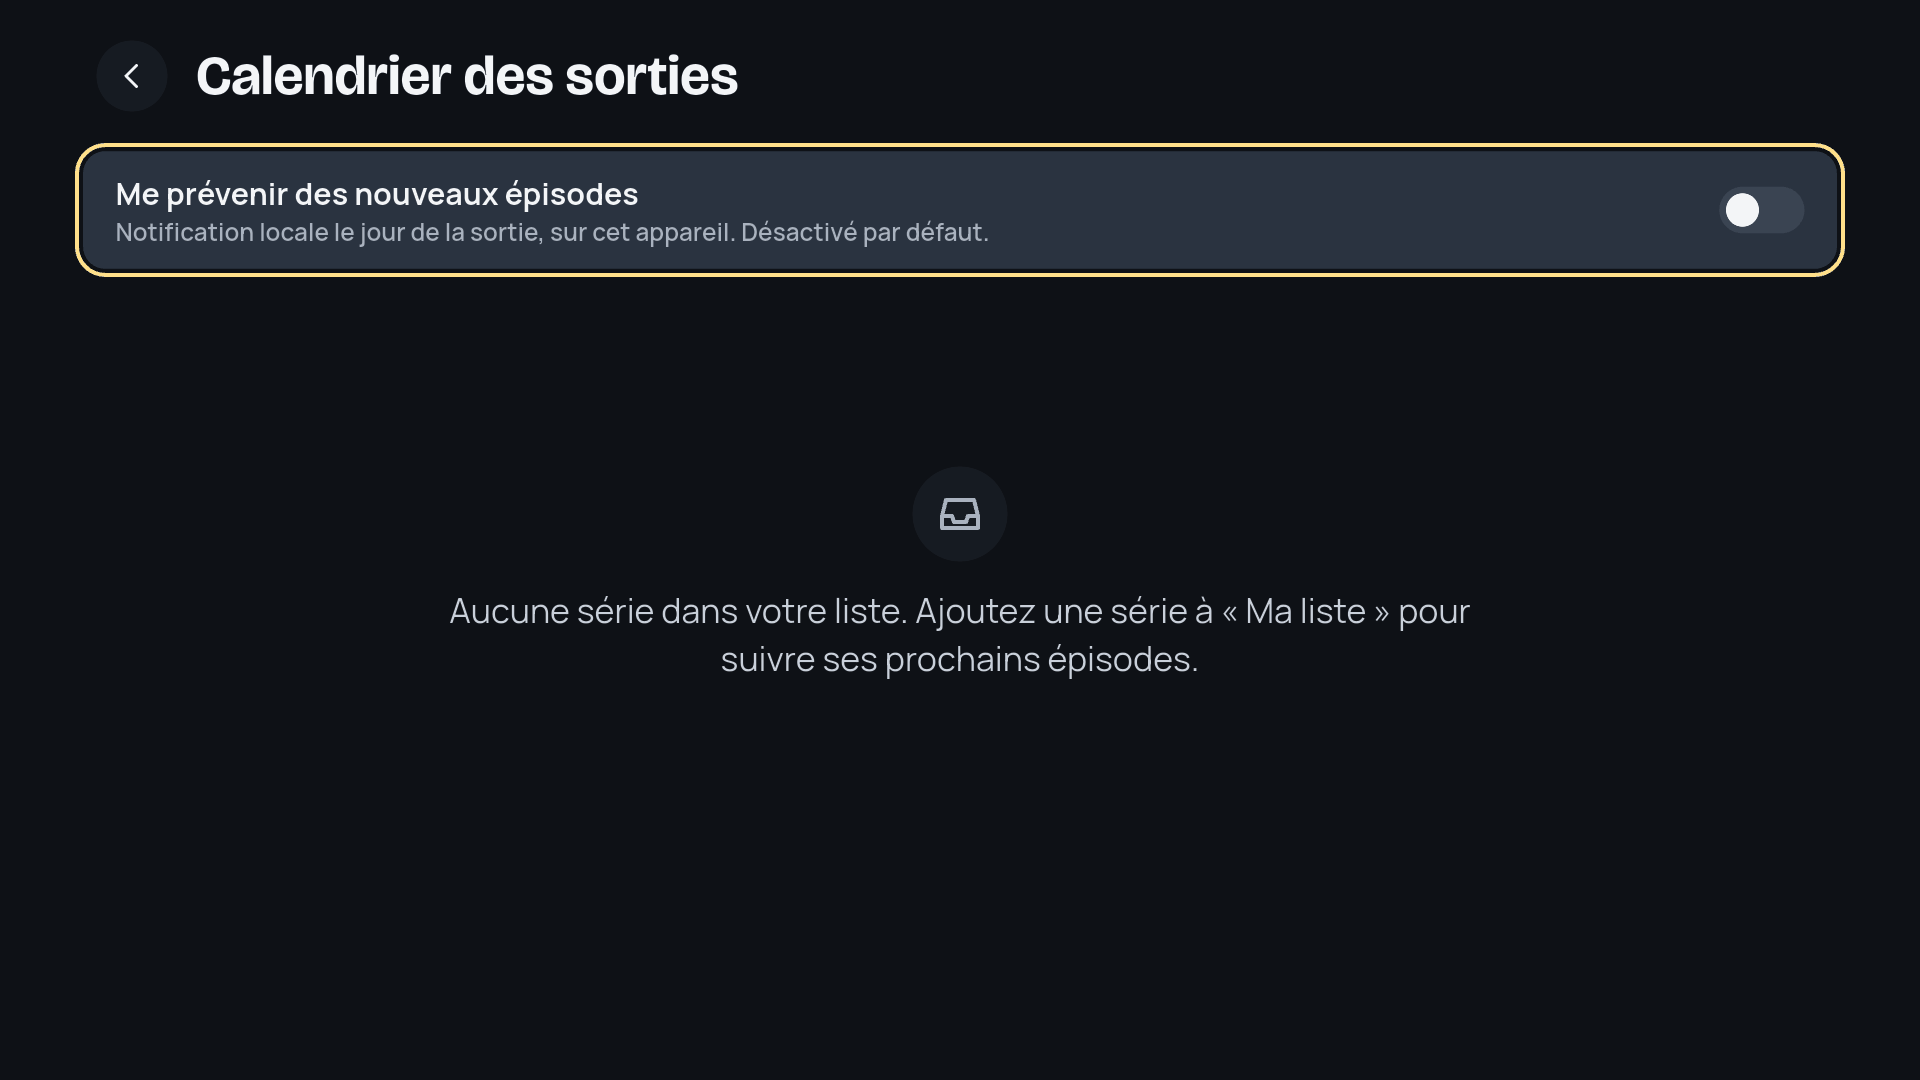 Calendrier des sorties
Me prévenir des nouveaux épisodes
Notification locale le jour de la sortie, sur cet appareil. Désactivé par défaut.
Aucune série dans votre liste. Ajoutez une série à « Ma liste » pour
suivre ses prochains épisodes.